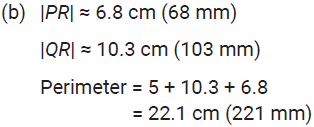 (b) |PR| ≈ 6.8 cm (68 mm)
|QR| ≈ 10.3 cm (103 mm)
Perimeter = 5 + 10.3 + 6.8
= 22.1 cm (221 mm)